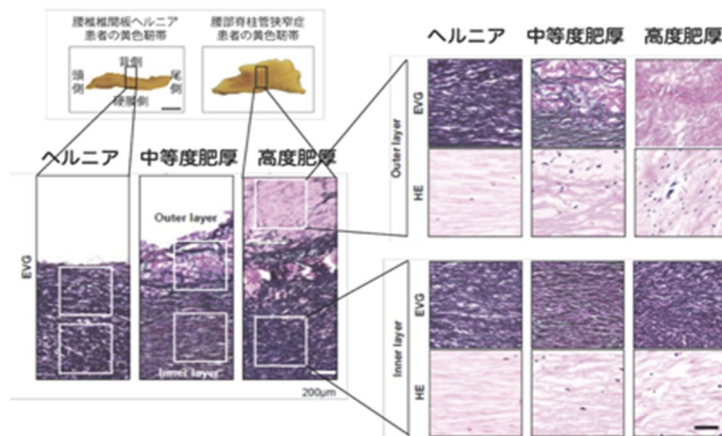 腰椎椎間板ヘルニア
患者の黄色靭帯
腰部脊柱管狭窄症
患者の黄色靭帯
背側
頭側
尾側
硬膜側
ヘルニア 中等度肥厚 高度肥厚
EVG
Outer layer
Inner layer
200μm
ヘルニア 中等度肥厚 高度肥厚
Outer layer
EVG
HE
Inner layer
EVG
HE